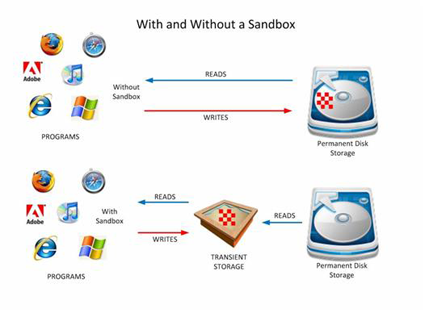 With and Without a Sandbox
Adobe
READS
Without
Sandbox
WRITES
PROGRAMS
Permanent Disk
Storage
READS
READS
Adobe
With
Sandbox
WRITES
PROGRAMS
TRANSIENT
STORAGE
Permanent Disk
Storage